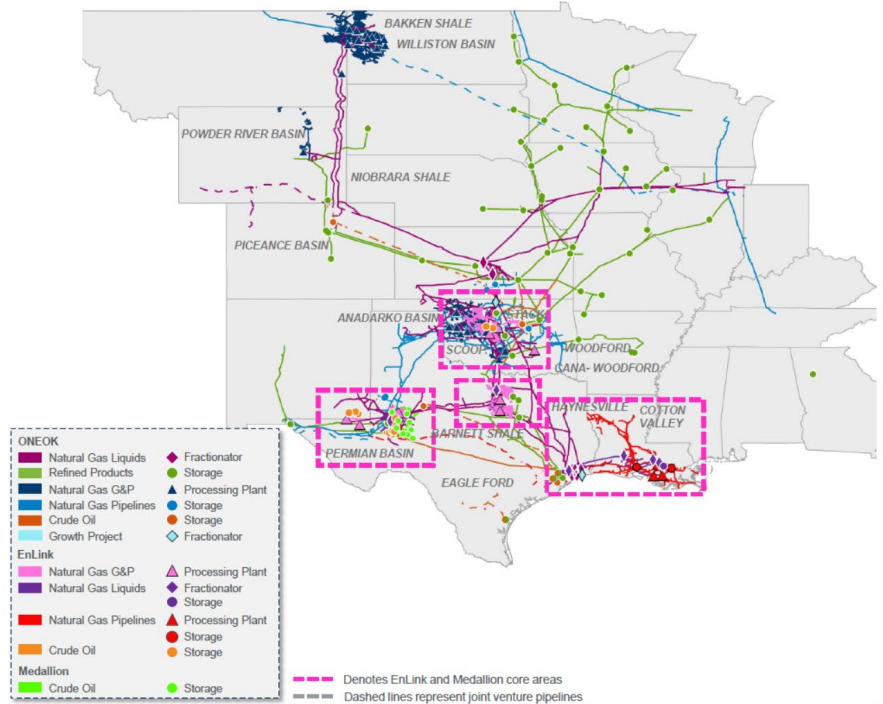 BAKKEN SHALE
WILLISTON BASIN
POWDER RIVER BASIN
NIOBRARA SHALE
PICEANCE BASIN
ANADARKO BASIN
STACK
SCOOP
WOODFORD
CANA- WOODFORD
HAYNESVILLE
COTTON
VALLEY
BARNETT SHALE
PERMIAN BASIN
EAGLE FORD
ONEOK
Natural Gas Liquids Fractionator
Refined Products Storage
Natural Gas G&P Processing Plant
Natural Gas Pipelines Storage
Crude Oil Storage
Growth Project Fractionator
EnLink
Natural Gas G&P Processing Plant
Natural Gas Liquids Fractionator
Storage
Natural Gas Pipelines Processing Plant
Storage
Crude Oil Storage
Medallion
Crude Oil Storage
Denotes EnLink and Medallion core areas
Dashed lines represent joint venture pipelines